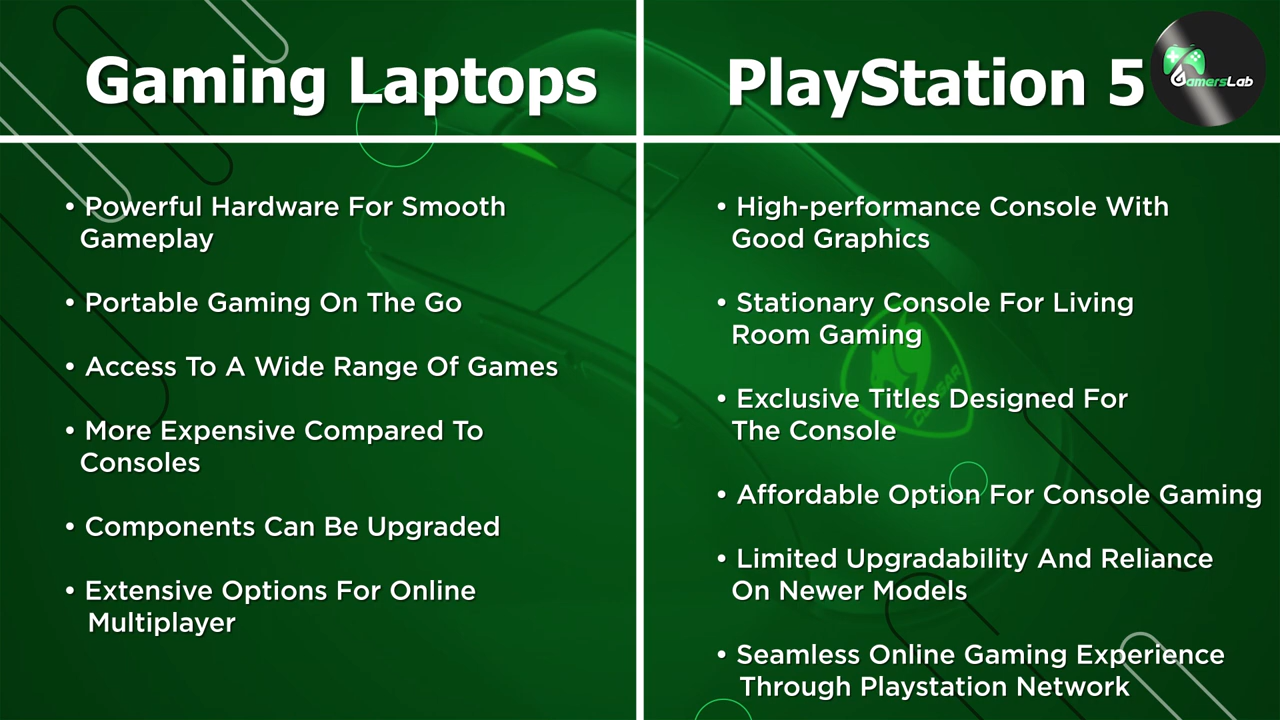 Gaming Laptops
PlayStation 5
GamersLab
• Powerful Hardware For Smooth
Gameplay
• Portable Gaming On The Go
• Access To A Wide Range Of Games
• More Expensive Compared To
Consoles
• Components Can Be Upgraded
• Extensive Options For Online
Multiplayer
• High-performance Console With
Good Graphics
• Stationary Console For Living
Room Gaming
• Exclusive Titles Designed For
The Console
• Affordable Option For Console Gaming
• Limited Upgradability And Reliance
On Newer Models
• Seamless Online Gaming Experience
Through Playstation Network
COUGAR